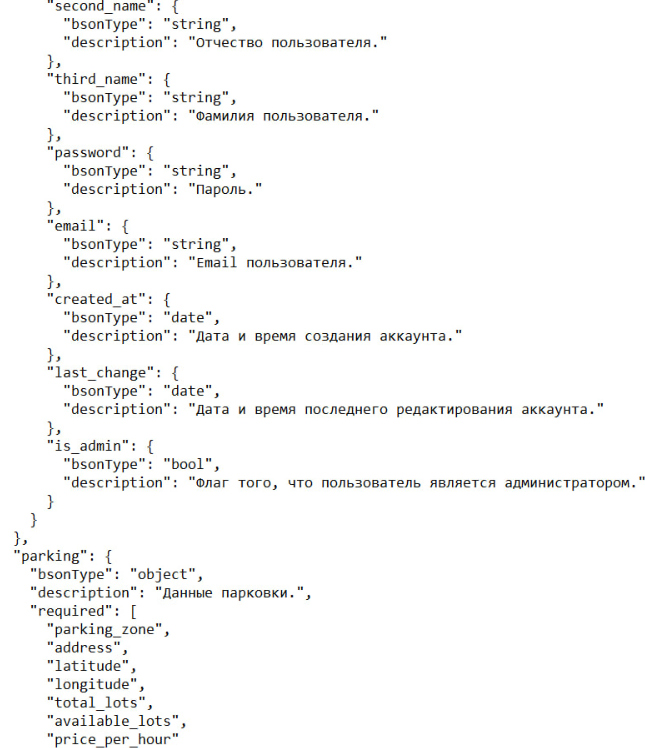 "second_name": {
"bsonType": "string",
"description": "Отчество пользователя."
},
"third_name": {
"bsonType": "string",
"description": "Фамилия пользователя."
},
"password": {
"bsonType": "string",
"description": "Пароль."
},
"email": {
"bsonType": "string",
"description": "Email пользователя."
},
"created_at": {
"bsonType": "date",
"description": "Дата и время создания аккаунта."
},
"last_change": {
"bsonType": "date",
"description": "Дата и время последнего редактирования аккаунта."
},
"is_admin": {
"bsonType": "bool",
"description": "Флаг того, что пользователь является администратором."
}
}
},
"parking": {
"bsonType": "object",
"description": "Данные парковки.",
"required": [
"parking_zone",
"address",
"latitude",
"longitude",
"total_lots",
"available_lots",
"price_per_hour"